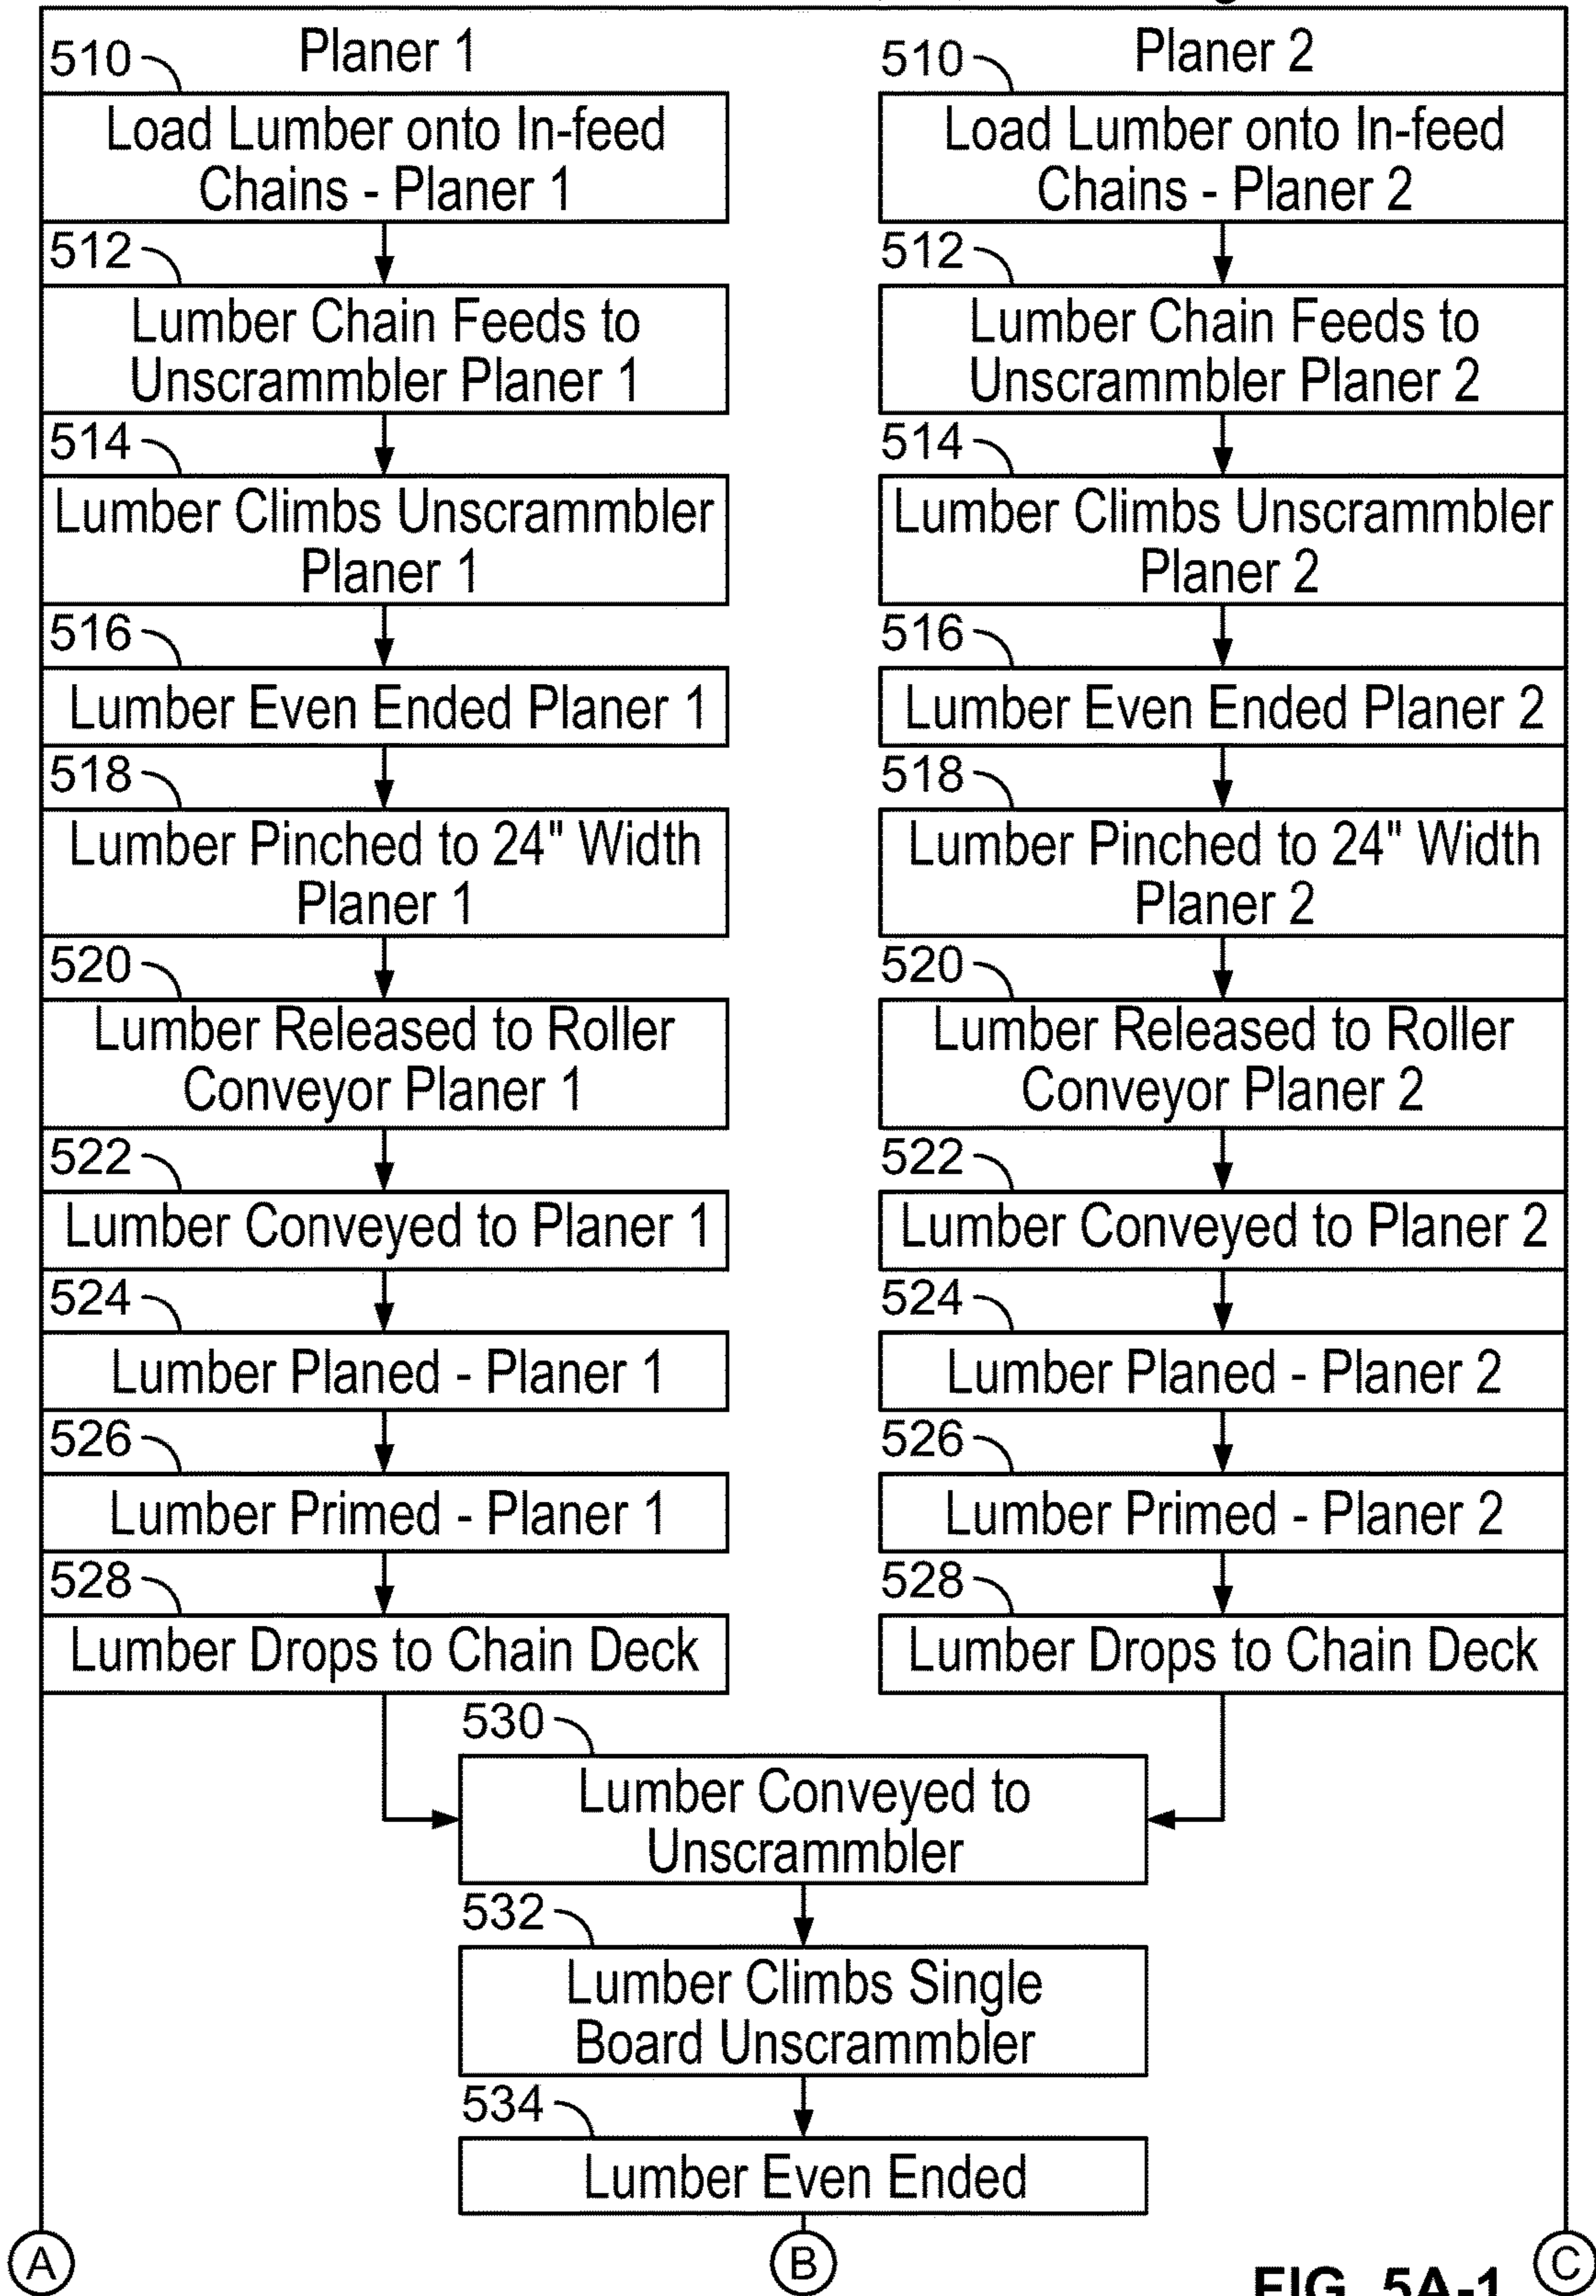 Planer 1
510
Load Lumber onto In-feed
Chains - Planer 1
512
Lumber Chain Feeds to
Unscrammbler Planer 1
514
Lumber Climbs Unscrammbler
Planer 1
516
Lumber Even Ended Planer 1
518
Lumber Pinched to 24" Width
Planer 1
520
Lumber Released to Roller
Conveyor Planer 1
522
Lumber Conveyed to Planer 1
524
Lumber Planed - Planer 1
526
Lumber Primed - Planer 1
528
Lumber Drops to Chain Deck
Planer 2
510
Load Lumber onto In-feed
Chains - Planer 2
512
Lumber Chain Feeds to
Unscrammbler Planer 2
514
Lumber Climbs Unscrammbler
Planer 2
516
Lumber Even Ended Planer 2
518
Lumber Pinched to 24" Width
Planer 2
520
Lumber Released to Roller
Conveyor Planer 2
522
Lumber Conveyed to Planer 2
524
Lumber Planed - Planer 2
526
Lumber Primed - Planer 2
528
Lumber Drops to Chain Deck
530
Lumber Conveyed to
Unscrammbler
532
Lumber Climbs Single
Board Unscrammbler
534
Lumber Even Ended
A
B
C
FIG. 5A-1